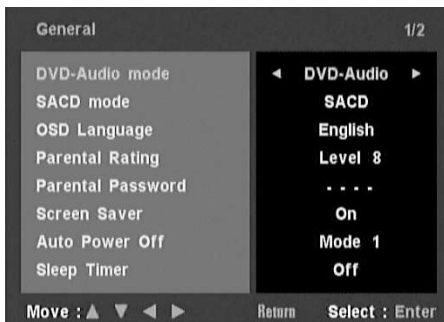 General 1/2
DVD-Audio mode ◄ DVD-Audio ►
SACD mode SACD
OSD Language English
Parental Rating Level 8
Parental Password - - - -
Screen Saver On
Auto Power Off Mode 1
Sleep Timer Off
Move : ▲ ▼ ◄ ► Return Select : Enter